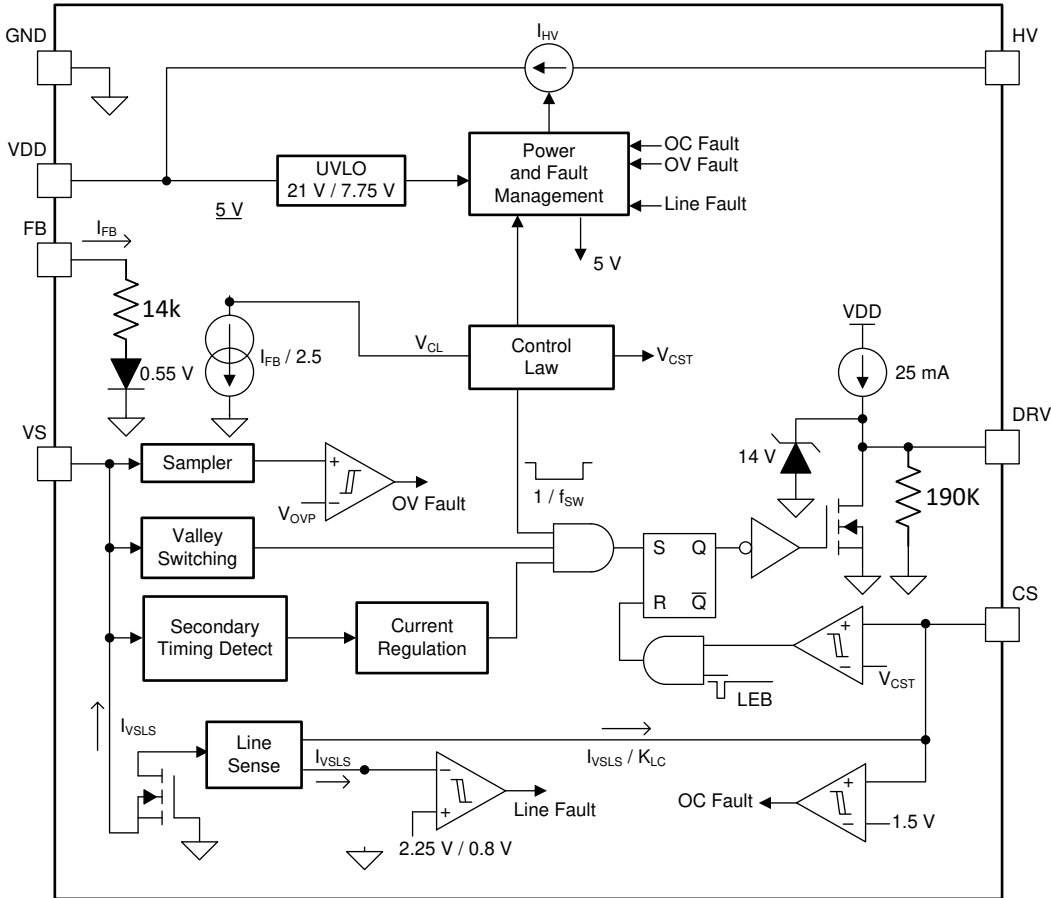 GND
HV
I_HV
VDD
UVLO
21 V / 7.75 V
Power
and Fault
Management
OC Fault
OV Fault
Line Fault
5 V
FB
I_FB
5 V
14k
0.55 V
I_FB / 2.5
V_CL
Control
Law
V_CST
VDD
25 mA
VS
Sampler
+
−
V_OVP
OV Fault
1 / f_SW
14 V
DRV
190K
Valley
Switching
S
Q
R
Q̅
Secondary
Timing Detect
Current
Regulation
CS
+
−
V_CST
LEB
I_VSLS
Line
Sense
I_VSLS
I_VSLS / K_LC
−
+
Line Fault
2.25 V / 0.8 V
OC Fault
+
−
1.5 V